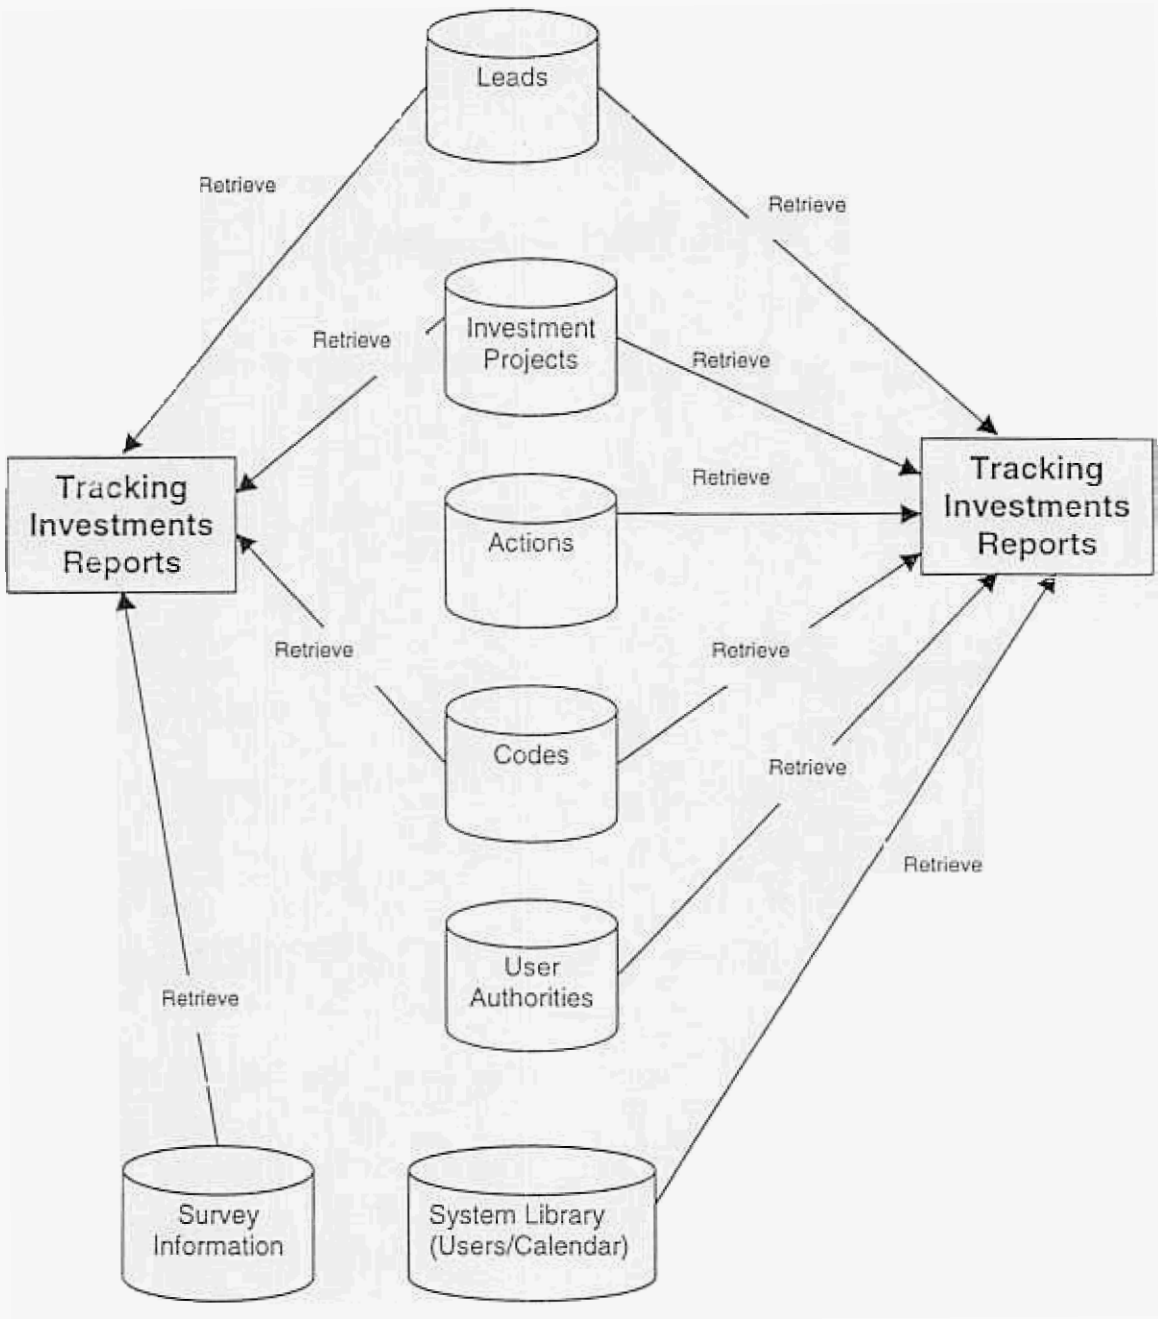 Leads
Retrieve
Retrieve
Investment
Projects
Retrieve
Retrieve
Tracking
Investments
Reports
Actions
Retrieve
Tracking
Investments
Reports
Retrieve
Retrieve
Codes
Retrieve
Retrieve
User
Authorities
Retrieve
Survey
Information
System Library
(Users/Calendar)